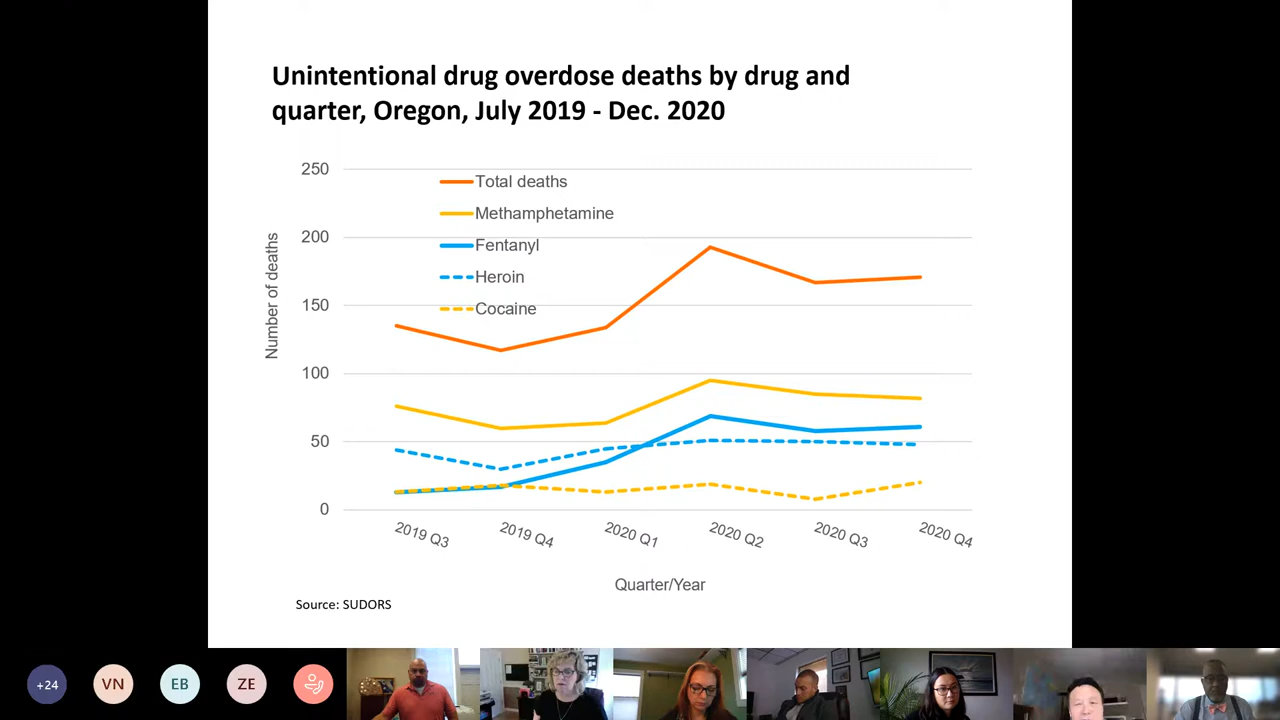 Unintentional drug overdose deaths by drug and
quarter, Oregon, July 2019 - Dec. 2020
250
200
150
100
50
0
Number of deaths
Total deaths
Methamphetamine
Fentanyl
Heroin
Cocaine
2019 Q3
2019 Q4
2020 Q1
2020 Q2
2020 Q3
2020 Q4
Quarter/Year
Source: SUDORS
+24
VN
EB
ZE